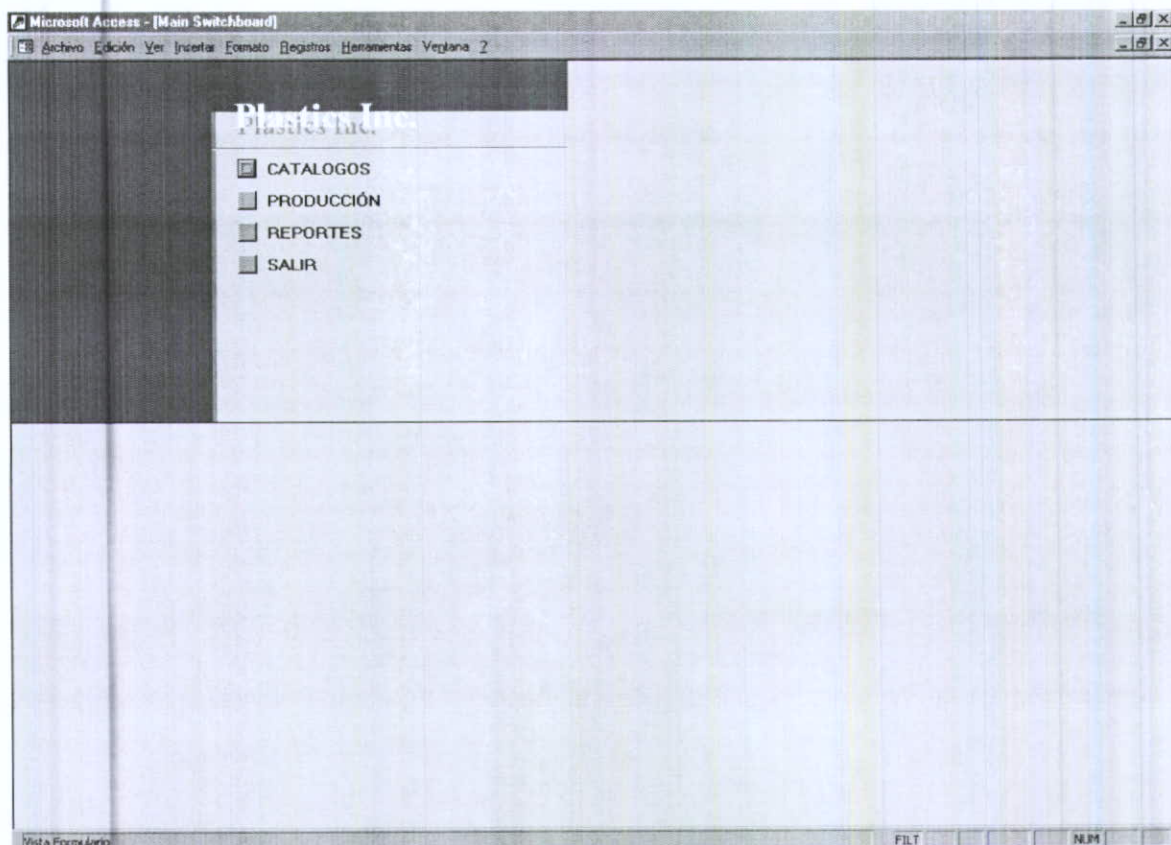 Microsoft Access - [Main Switchboard]
Archivo Edición Ver Insertar Formato Registros Herramientas Ventana ?
Plastics Inc.
CATALOGOS
PRODUCCIÓN
REPORTES
SALIR
Vista Formulario FILT NUM